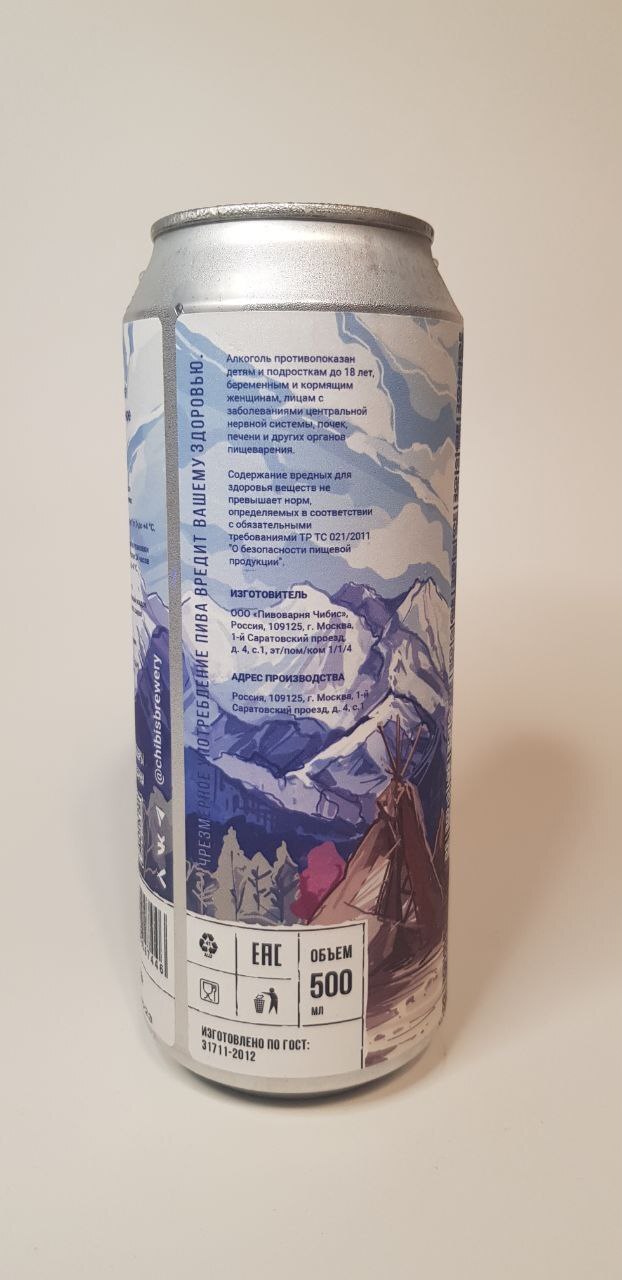 Алкоголь противопоказан
детям и подросткам до 18 лет,
беременным и кормящим
женщинам, лицам с
заболеваниями центральной
нервной системы, почек,
печени и других органов
пищеварения.
Содержание вредных для
здоровья веществ не
превышает норм,
определяемых в соответствии
с обязательными
требованиями ТР ТС 021/2011
"О безопасности пищевой
продукции".
ИЗГОТОВИТЕЛЬ
ООО «Пивоварня Чибис»,
Россия, 109125, г. Москва,
1-й Саратовский проезд,
д. 4, с.1, эт/пом/ком 1/1/4
АДРЕС ПРОИЗВОДСТВА
Россия, 109125, г. Москва, 1-й
Саратовский проезд, д. 4, с.1
ЧРЕЗМЕРНОЕ УПОТРЕБЛЕНИЕ ПИВА ВРЕДИТ ВАШЕМУ ЗДОРОВЬЮ.
@chibisbrewery
41
ALU
EAC
ОБЪЕМ
500
мл
ИЗГОТОВЛЕНО ПО ГОСТ:
31711-2012